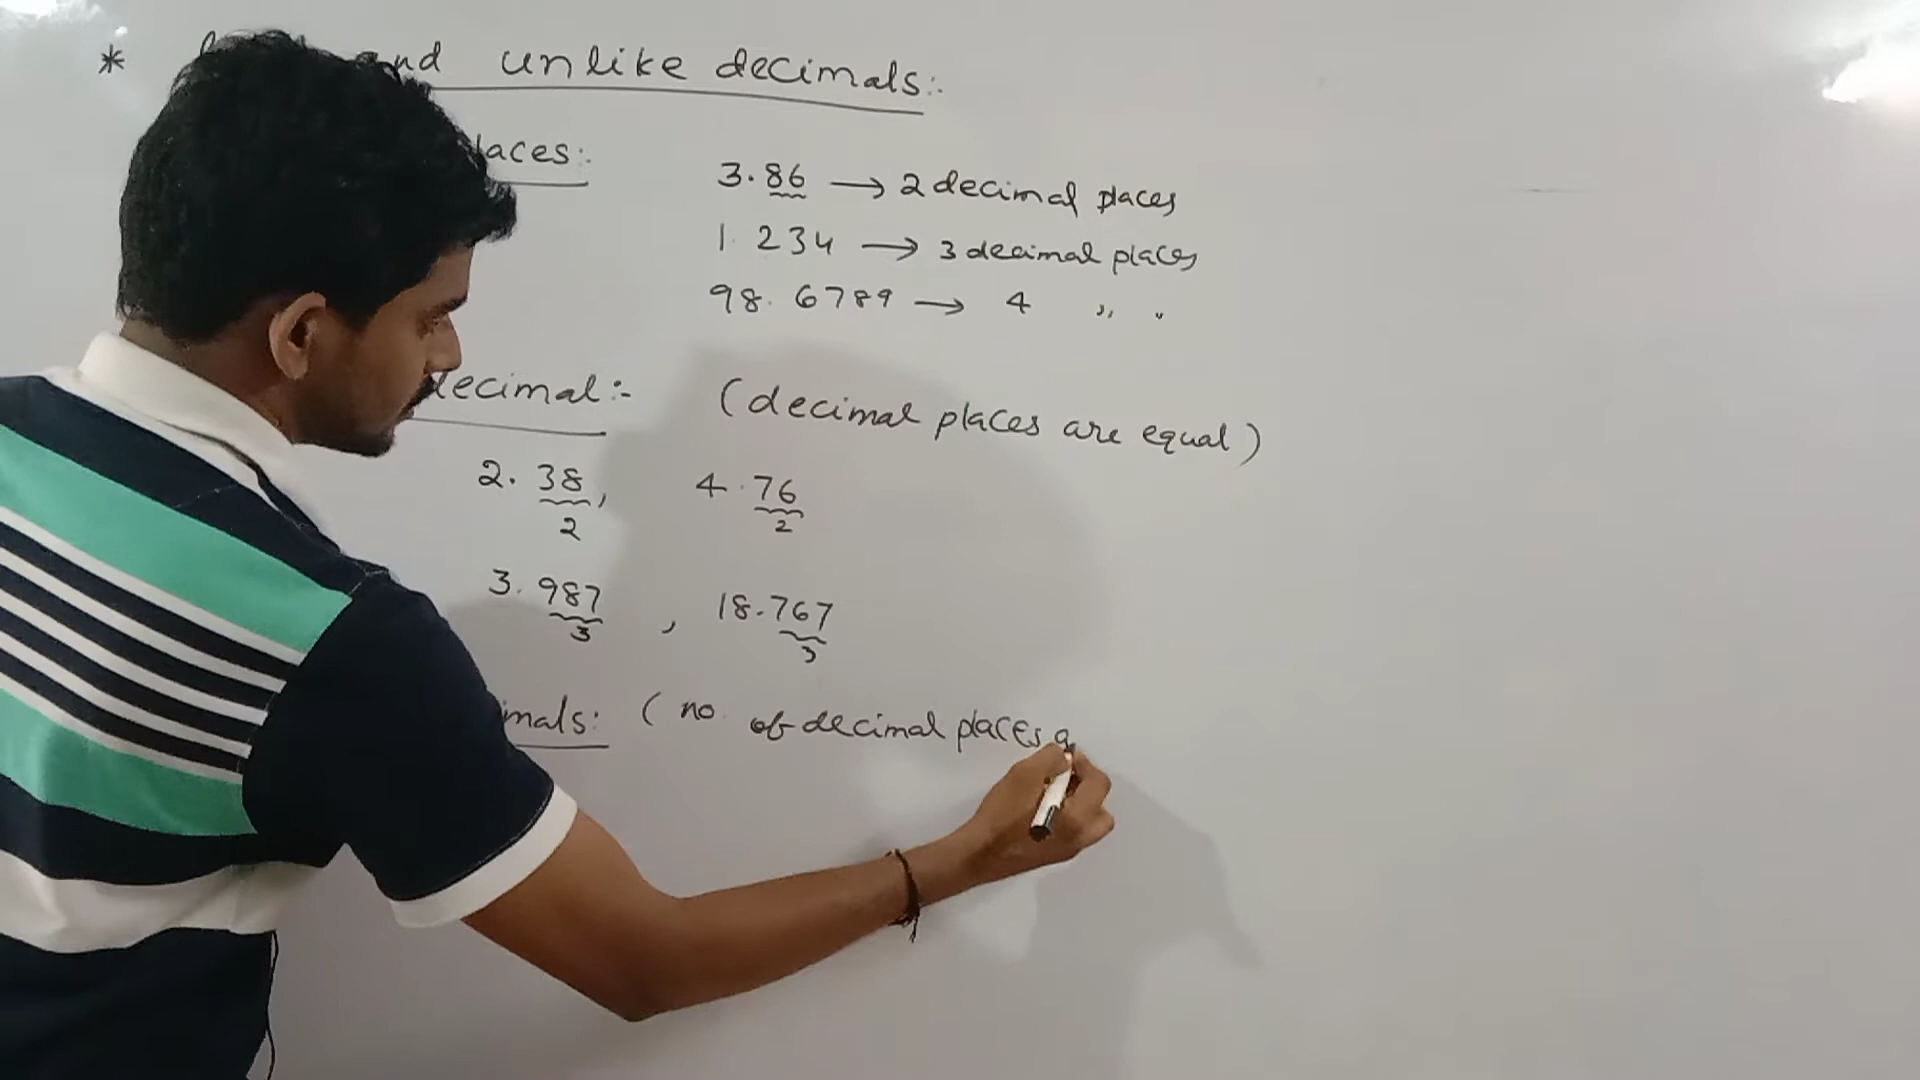 * and unlike decimals:-
laces:-
3.86 → 2 decimal places
1.234 → 3 decimal places
98.6789 → 4 ,, ,,
decimal:- (decimal places are equal)
2.38, 4.76
2 2
3.987, 18.767
3 3
imals: (no. of decimal places a